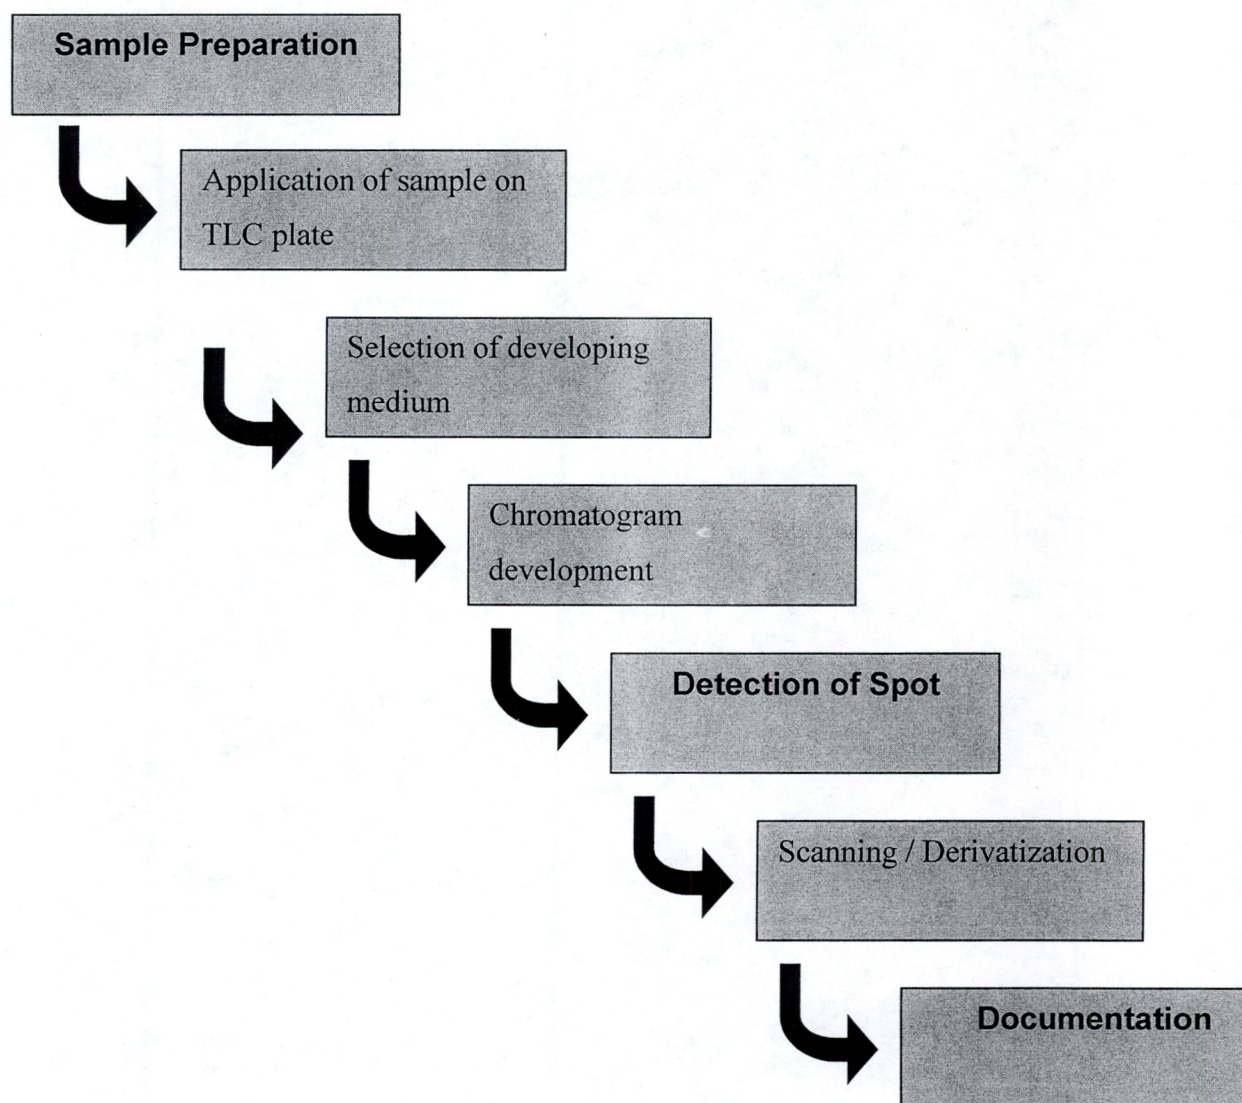 Sample Preparation
Application of sample on
TLC plate
Selection of developing
medium
Chromatogram
development
Detection of Spot
Scanning / Derivatization
Documentation